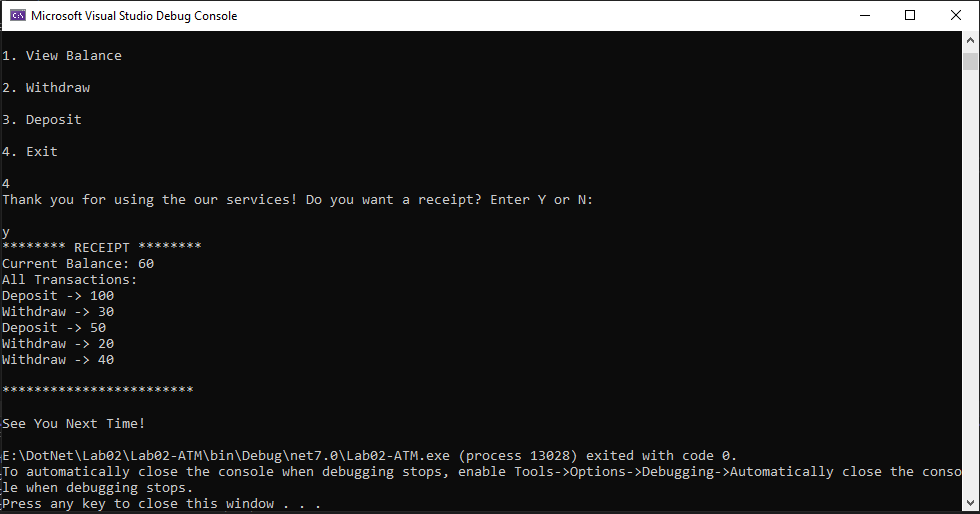 Microsoft Visual Studio Debug Console
1. View Balance
2. Withdraw
3. Deposit
4. Exit
4
Thank you for using the our services! Do you want a receipt? Enter Y or N:
y
******** RECEIPT ********
Current Balance: 60
All Transactions:
Deposit -> 100
Withdraw -> 30
Deposit -> 50
Withdraw -> 20
Withdraw -> 40
************************
See You Next Time!
E:\DotNet\Lab02\Lab02-ATM\bin\Debug\net7.0\Lab02-ATM.exe (process 13028) exited with code 0.
To automatically close the console when debugging stops, enable Tools->Options->Debugging->Automatically close the conso
le when debugging stops.
Press any key to close this window . . .